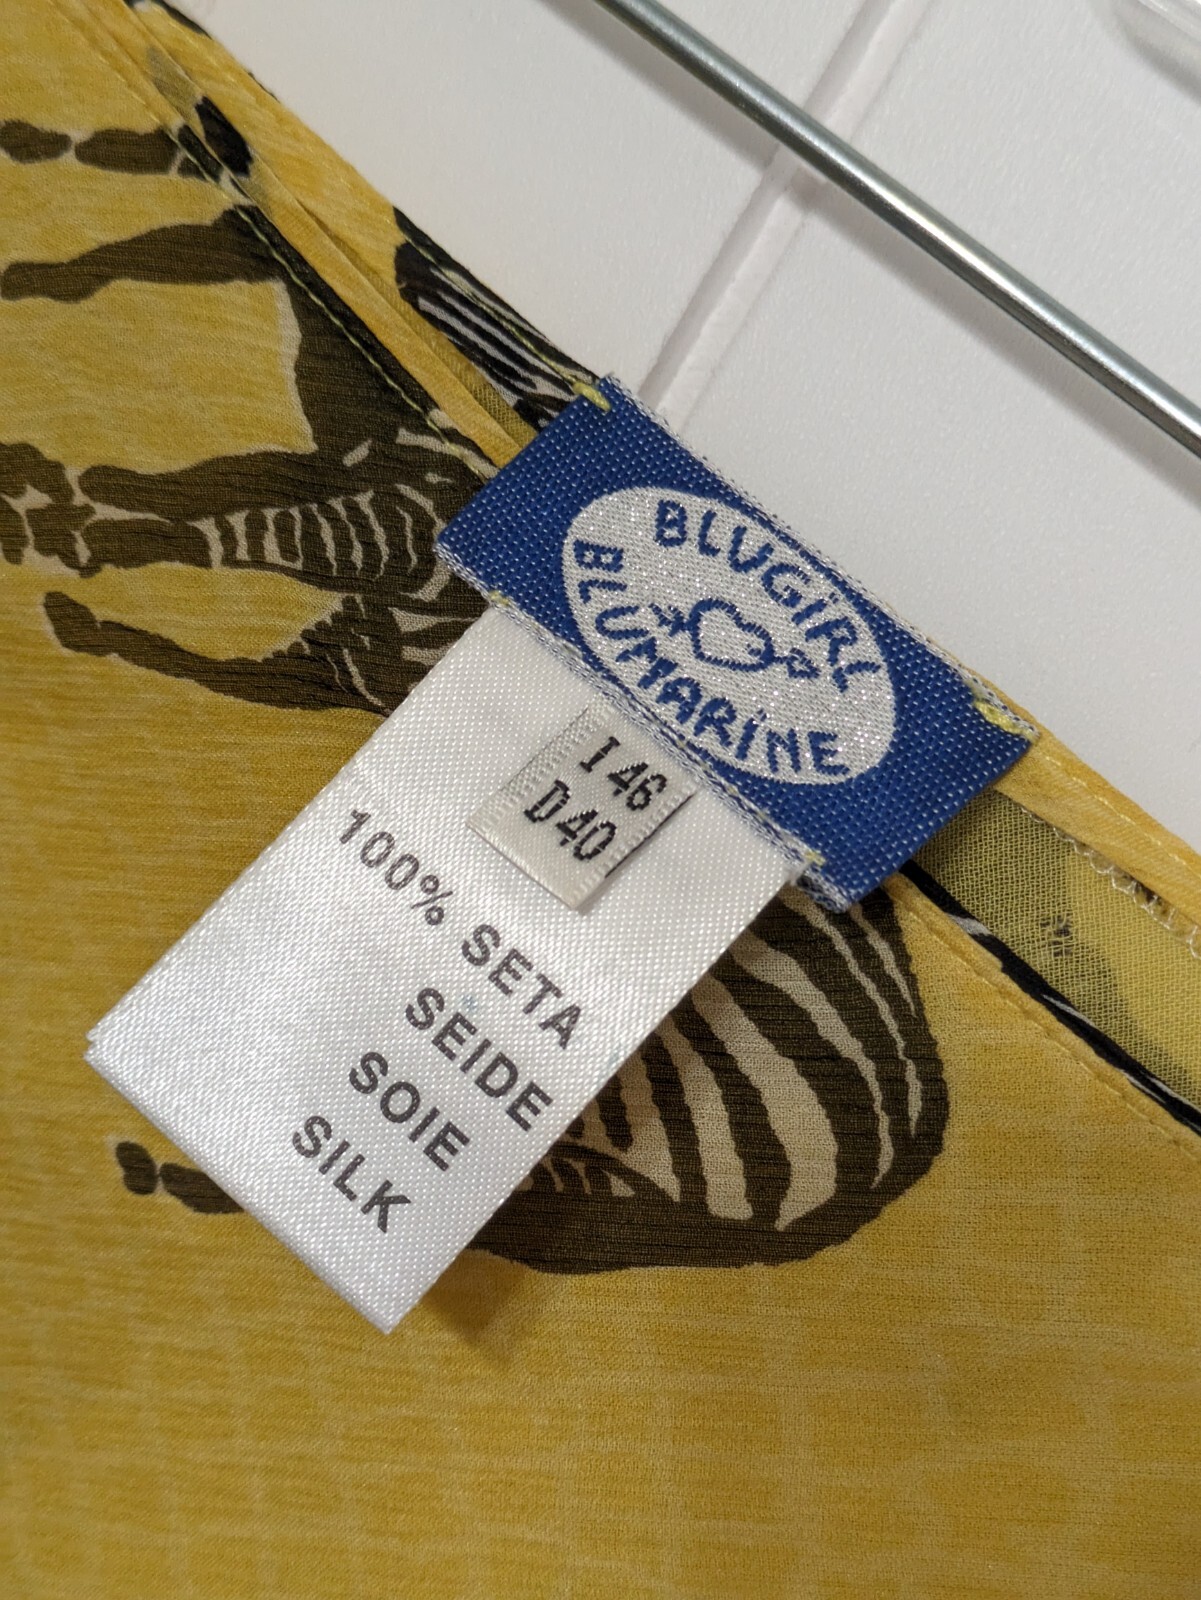 BLUGiRL
BLUMARiNE
I 46
D 40
100% SETA
SEIDE
SOIE
SILK